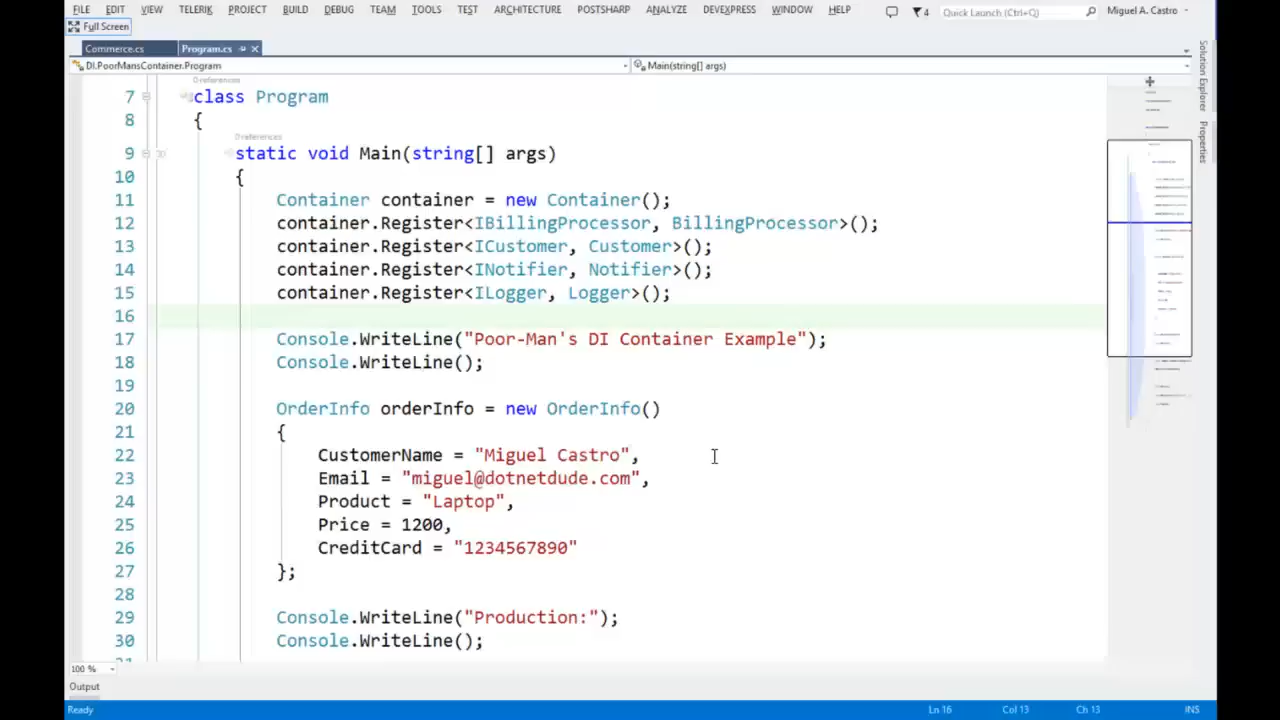 FILE EDIT VIEW TELERIK PROJECT BUILD DEBUG TEAM TOOLS TEST ARCHITECTURE POSTSHARP ANALYZE DEVEXPRESS WINDOW HELP 4 Quick Launch (Ctrl+Q) Miguel A. Castro
Full Screen
Commerce.cs Program.cs
DI.PoorMansContainer.Program Main(string[] args)
Solution Explorer
Properties
0 references
7 class Program
8 {
0 references
9 static void Main(string[] args)
10 {
11 Container container = new Container();
12 container.Register<IBillingProcessor, BillingProcessor>();
13 container.Register<ICustomer, Customer>();
14 container.Register<INotifier, Notifier>();
15 container.Register<ILogger, Logger>();
16
17 Console.WriteLine("Poor-Man's DI Container Example");
18 Console.WriteLine();
19
20 OrderInfo orderInfo = new OrderInfo()
21 {
22 CustomerName = "Miguel Castro",
23 Email = "miguel@dotnetdude.com",
24 Product = "Laptop",
25 Price = 1200,
26 CreditCard = "1234567890"
27 };
28
29 Console.WriteLine("Production:");
30 Console.WriteLine();
100 %
Output
Ready Ln 16 Col 13 Ch 13 INS